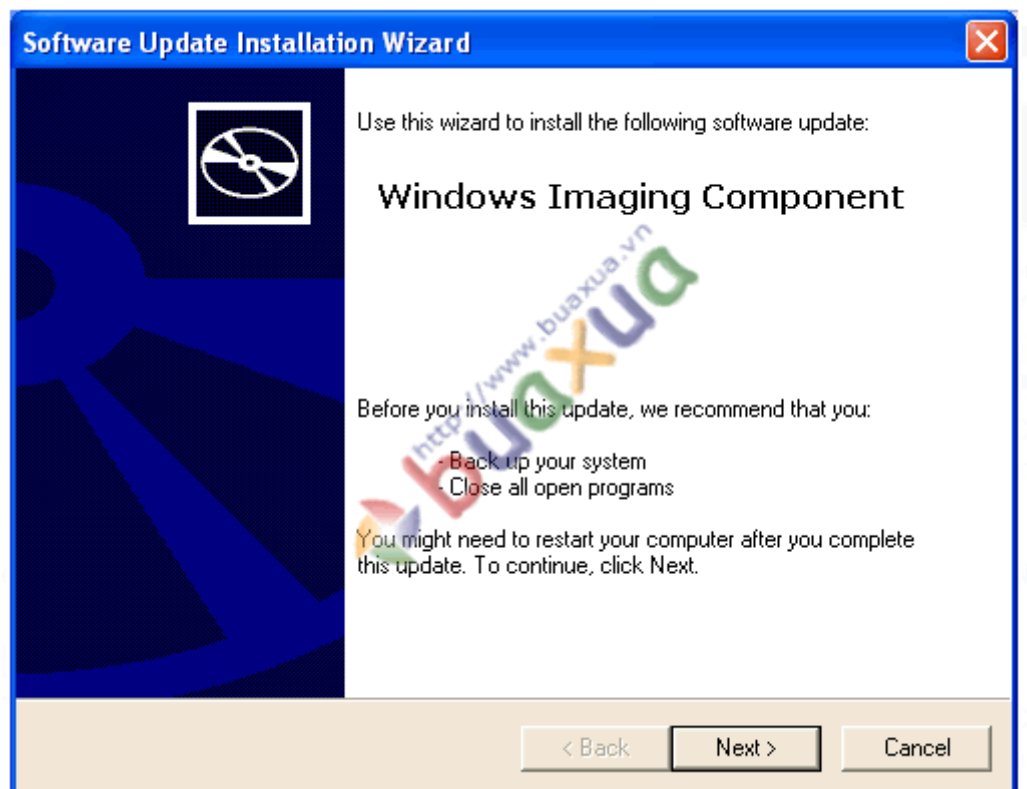 Software Update Installation Wizard
Use this wizard to install the following software update:
Windows Imaging Component
http://www.buaxua.vn
buaxua
Before you install this update, we recommend that you:
- Back up your system
- Close all open programs
You might need to restart your computer after you complete
this update. To continue, click Next.
< Back Next > Cancel